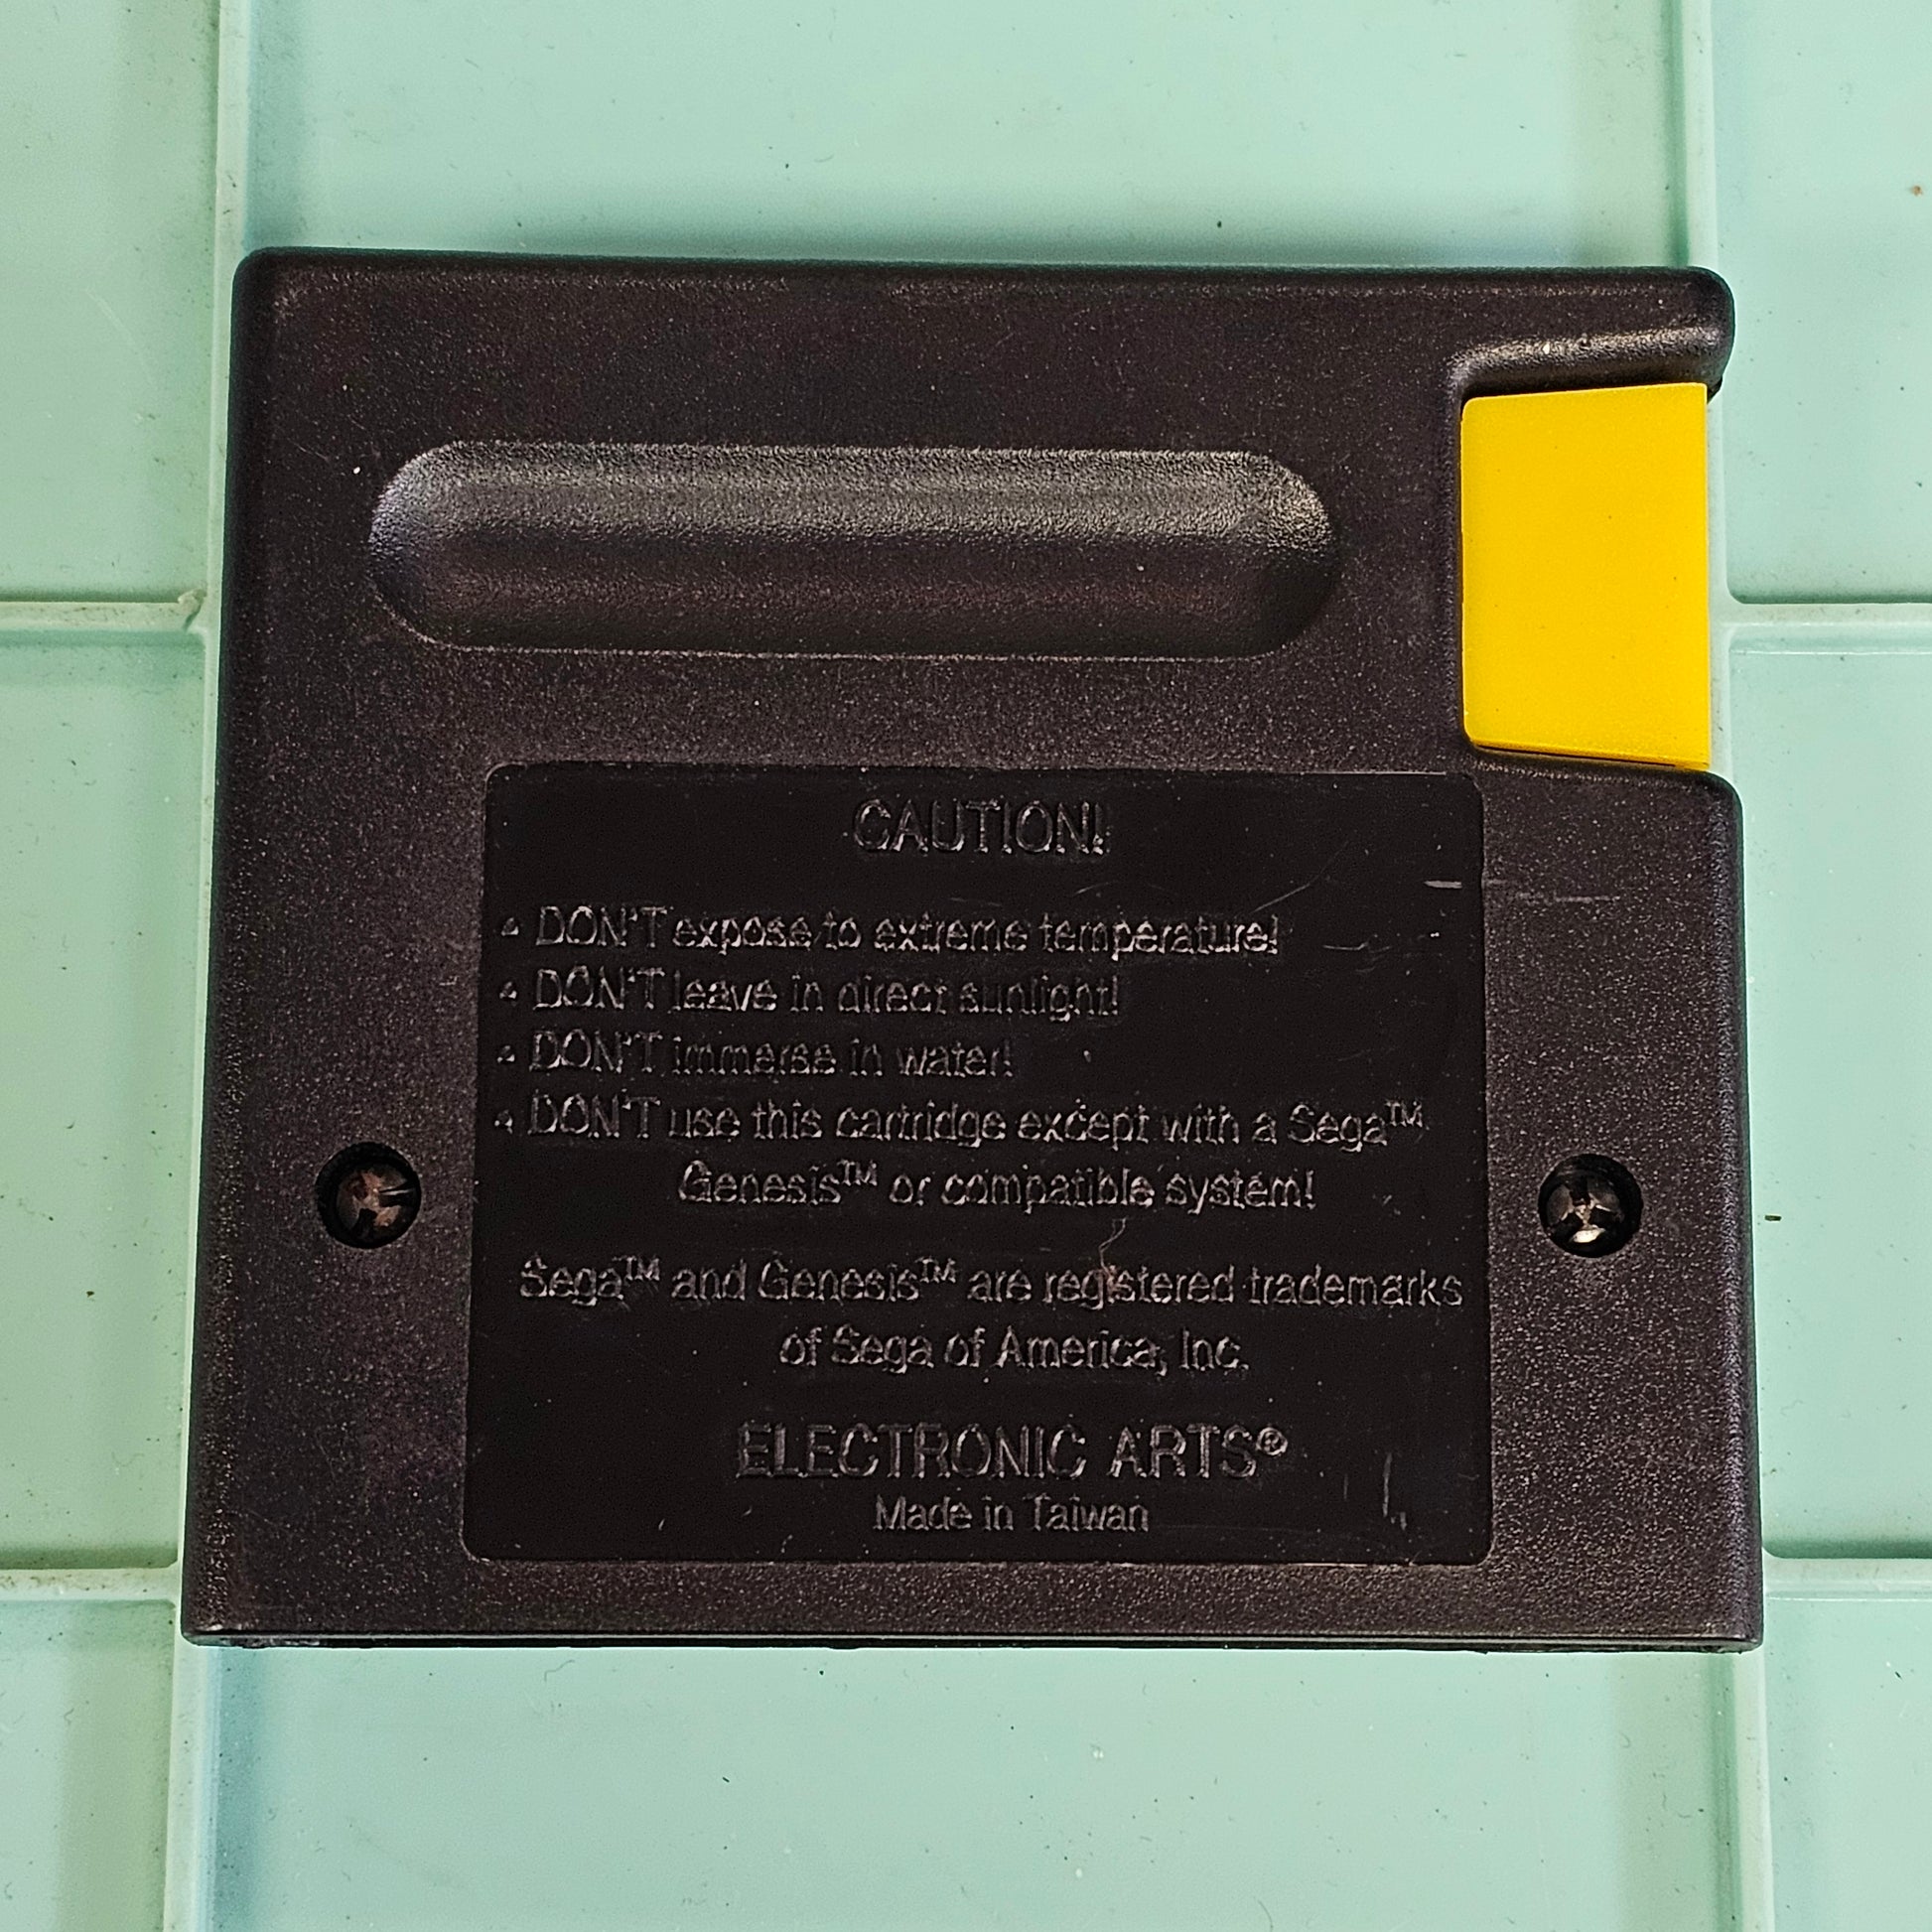 CAUTION!
• DON'T expose to extreme temperature!
• DON'T leave in direct sunlight!
• DON'T immerse in water!
• DON'T use this cartridge except with a Sega™
Genesis™ or compatible system!
Sega™ and Genesis™ are registered trademarks
of Sega of America, Inc.
ELECTRONIC ARTS®
Made in Taiwan